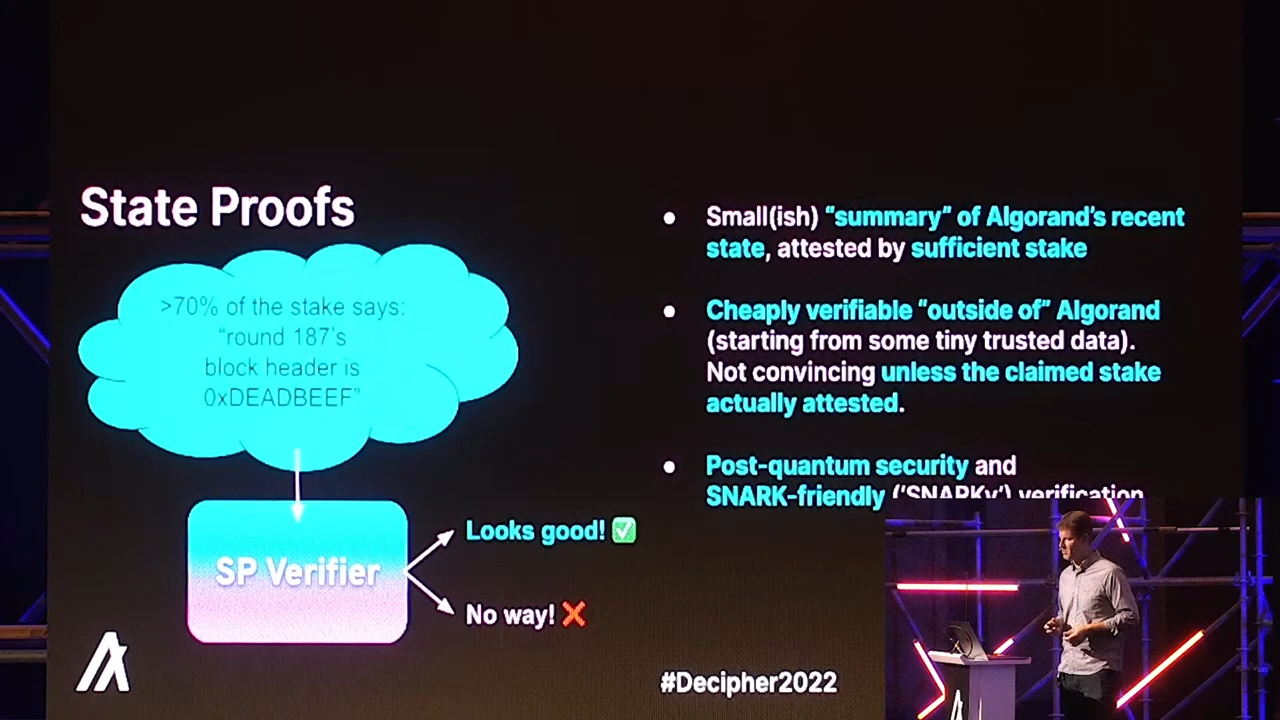 State Proofs
>70% of the stake says:
“round 187's
block header is
0xDEADBEEF”
SP Verifier
Looks good!
No way!
● Small(ish) “summary” of Algorand’s recent
state, attested by sufficient stake
● Cheaply verifiable “outside of” Algorand
(starting from some tiny trusted data).
Not convincing unless the claimed stake
actually attested.
● Post-quantum security and
SNARK-friendly (‘SNARKy’) verification
#Decipher2022